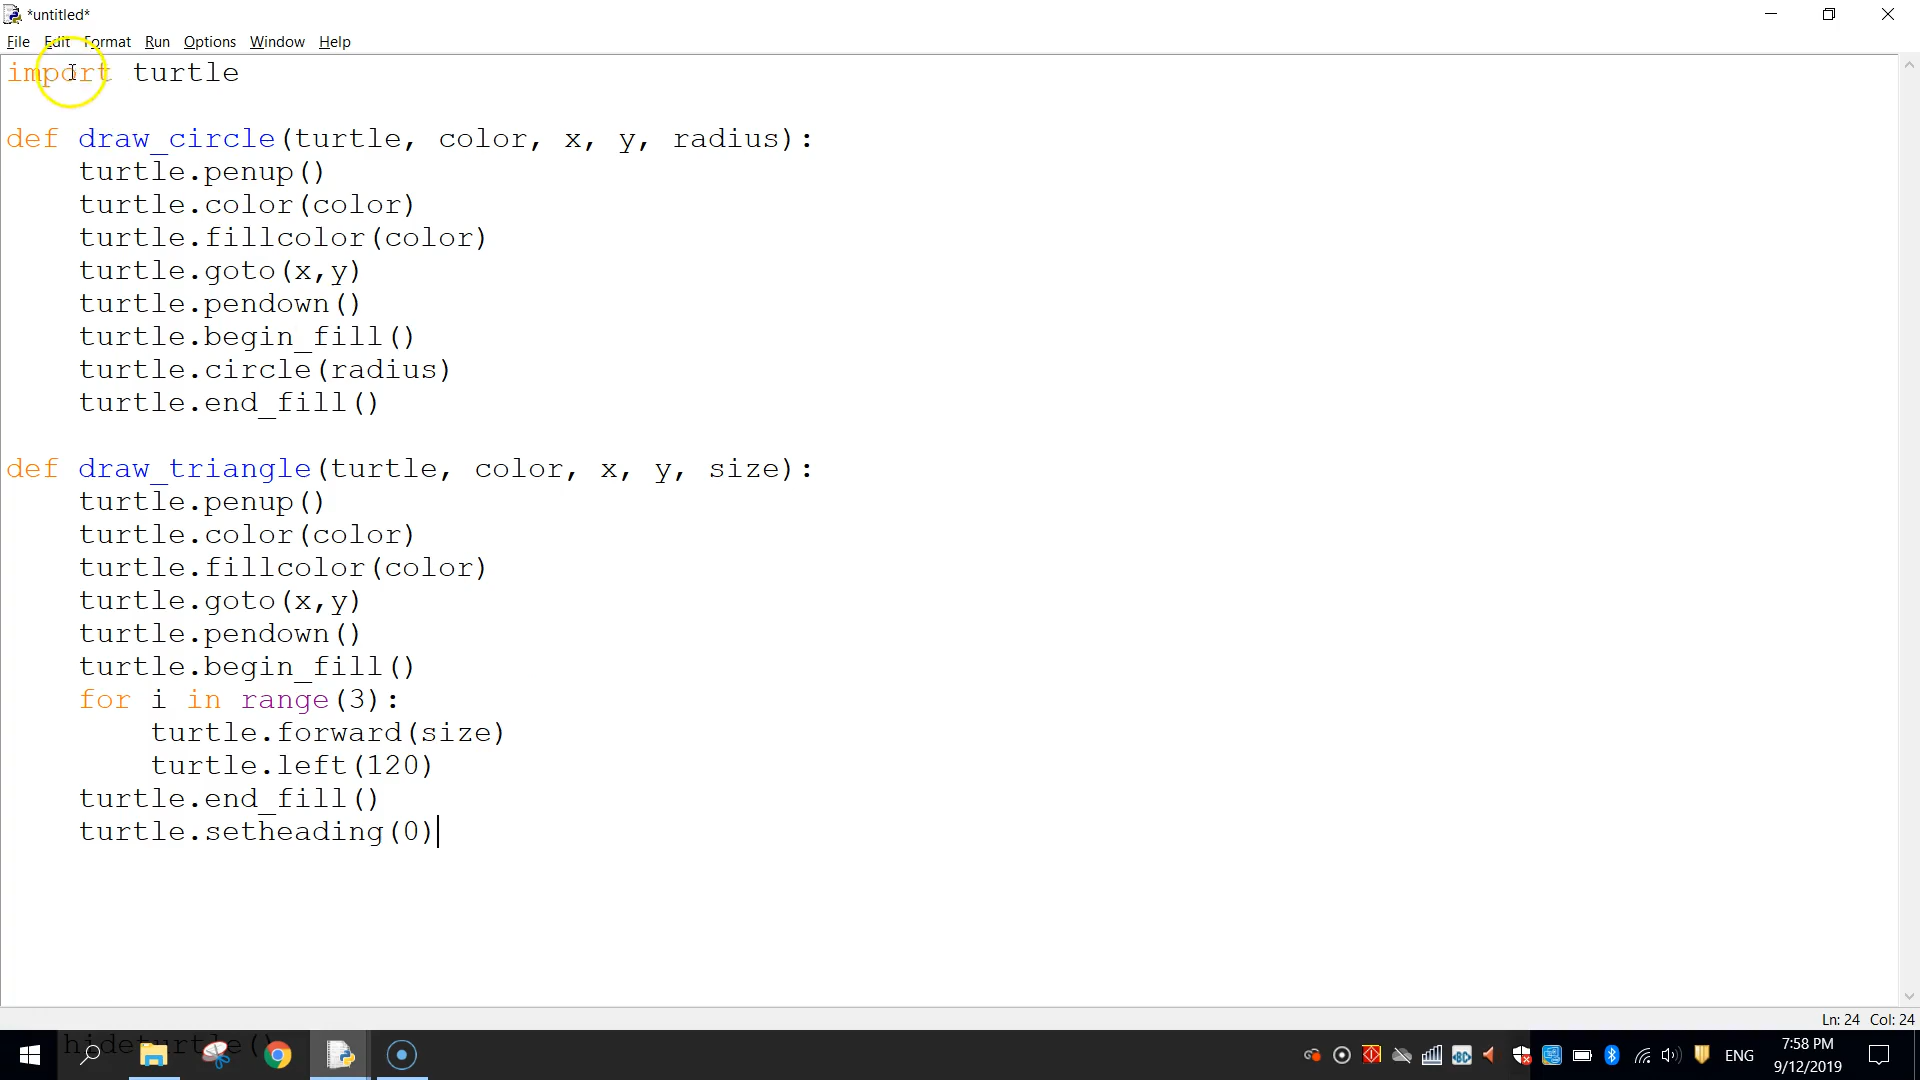 *untitled*
File Edit Format Run Options Window Help
import turtle
def draw_circle(turtle, color, x, y, radius):
turtle.penup()
turtle.color(color)
turtle.fillcolor(color)
turtle.goto(x,y)
turtle.pendown()
turtle.begin_fill()
turtle.circle(radius)
turtle.end_fill()
def draw_triangle(turtle, color, x, y, size):
turtle.penup()
turtle.color(color)
turtle.fillcolor(color)
turtle.goto(x,y)
turtle.pendown()
turtle.begin_fill()
for i in range(3):
turtle.forward(size)
turtle.left(120)
turtle.end_fill()
turtle.setheading(0)
Ln: 24 Col: 24
hideturtle()
ENG
7:58 PM
9/12/2019